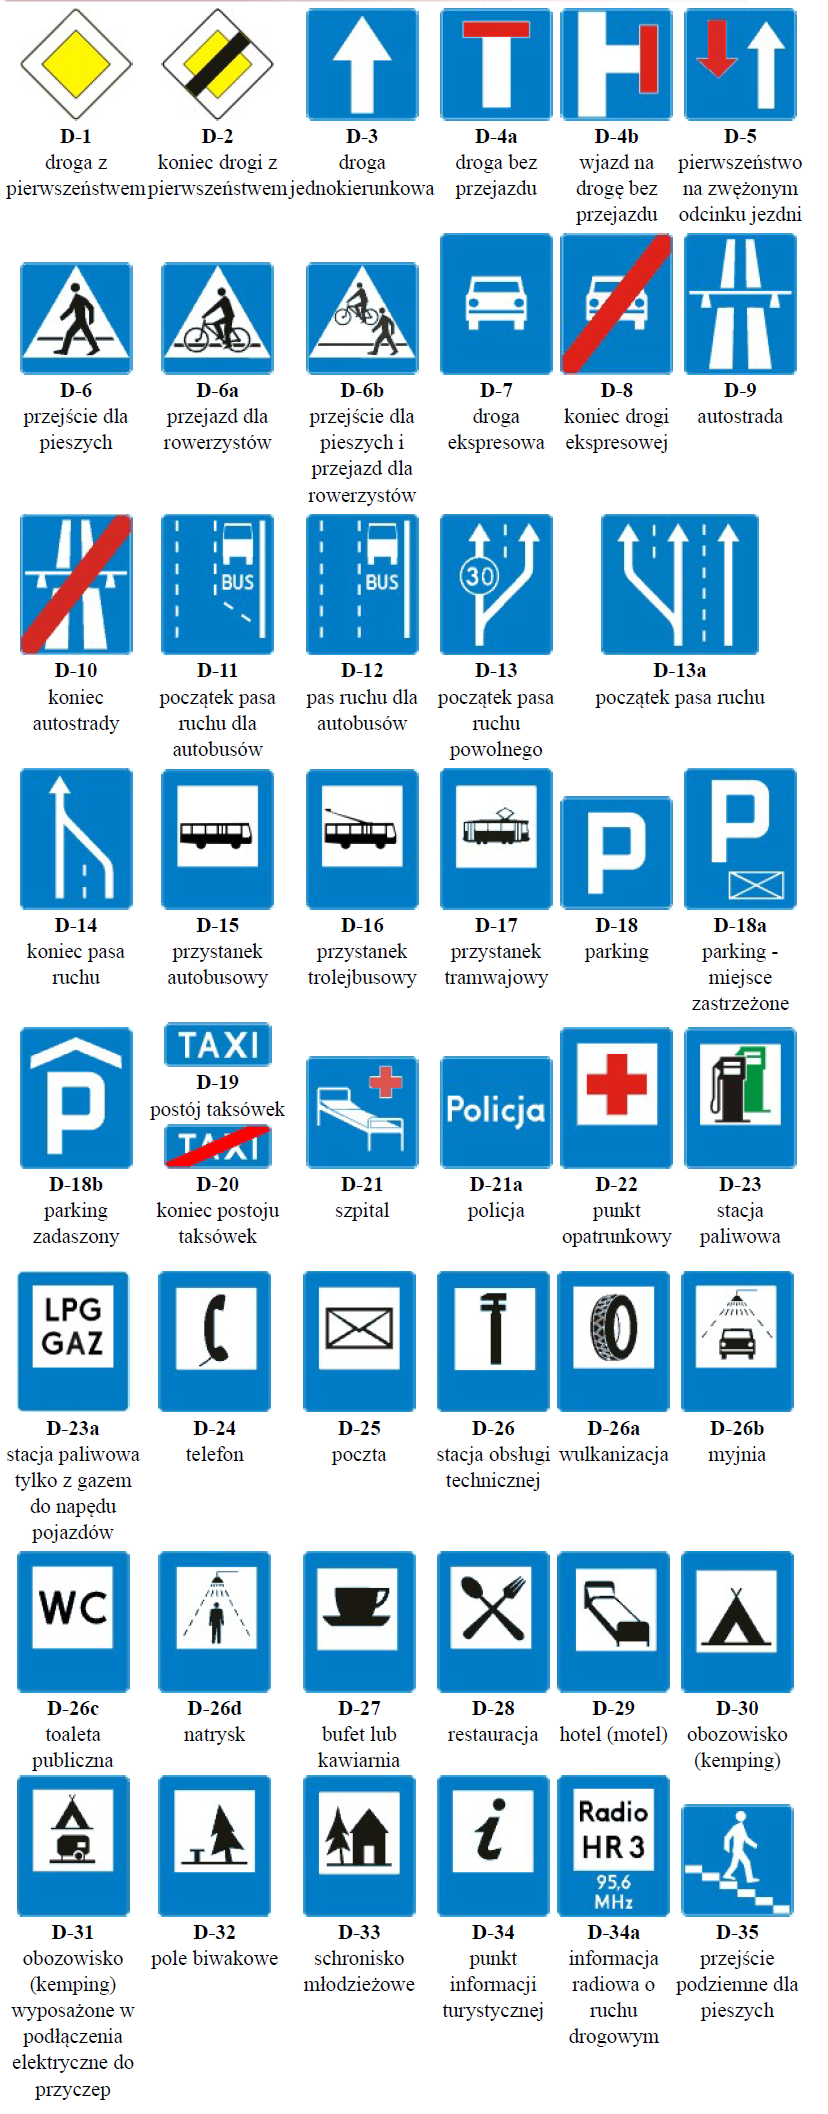 D-1
droga z
pierwszeństwem
D-2
koniec drogi z
pierwszeństwem
D-3
droga
jednokierunkowa
D-4a
droga bez
przejazdu
D-4b
wjazd na
drogę bez
przejazdu
D-5
pierwszeństwo
na zwężonym
odcinku jezdni
D-6
przejście dla
pieszych
D-6a
przejazd dla
rowerzystów
D-6b
przejście dla
pieszych i
przejazd dla
rowerzystów
D-7
droga
ekspresowa
D-8
koniec drogi
ekspresowej
D-9
autostrada
D-10
koniec
autostrady
BUS
D-11
początek pasa
ruchu dla
autobusów
BUS
D-12
pas ruchu dla
autobusów
30
D-13
początek pasa
ruchu
powolnego
D-13a
początek pasa ruchu
D-14
koniec pasa
ruchu
D-15
przystanek
autobusowy
D-16
przystanek
trolejbusowy
D-17
przystanek
tramwajowy
P
D-18
parking
P
D-18a
parking -
miejsce
zastrzeżone
P
D-18b
parking
zadaszony
TAXI
D-19
postój taksówek
TAXI
D-20
koniec postoju
taksówek
D-21
szpital
Policja
D-21a
policja
D-22
punkt
opatrunkowy
D-23
stacja
paliwowa
LPG
GAZ
D-23a
stacja paliwowa
tylko z gazem
do napędu
pojazdów
D-24
telefon
D-25
poczta
D-26
stacja obsługi
technicznej
D-26a
wulkanizacja
D-26b
myjnia
WC
D-26c
toaleta
publiczna
D-26d
natrysk
D-27
bufet lub
kawiarnia
D-28
restauracja
D-29
hotel (motel)
D-30
obozowisko
(kemping)
D-31
obozowisko
(kemping)
wyposażone w
podłączenia
elektryczne do
przyczep
D-32
pole biwakowe
D-33
schronisko
młodzieżowe
i
D-34
punkt
informacji
turystycznej
Radio
HR 3
95,6
MHz
D-34a
informacja
radiowa o
ruchu
drogowym
D-35
przejście
podziemne dla
pieszych